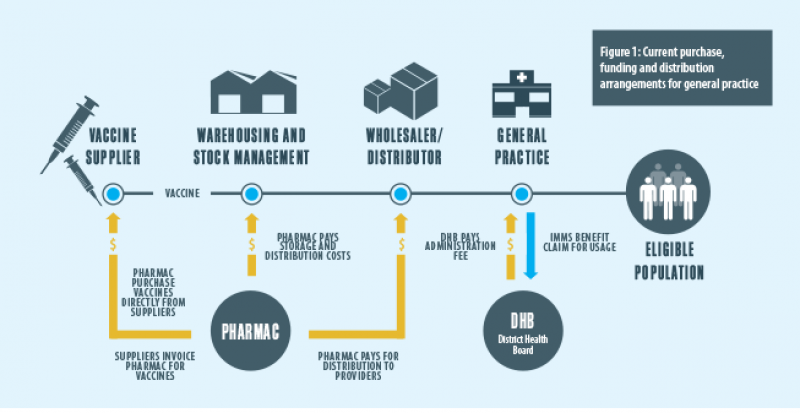 Figure 1: Current purchase,
funding and distribution
arrangements for general practice
VACCINE
SUPPLIER
WAREHOUSING AND
STOCK MANAGEMENT
WHOLESALER/
DISTRIBUTOR
GENERAL
PRACTICE
VACCINE
ELIGIBLE
POPULATION
$
PHARMAC
PURCHASE
VACCINES
DIRECTLY FROM
SUPPLIERS
$
PHARMAC PAYS
STORAGE AND
DISTRIBUTION COSTS
$
DHB PAYS
ADMINISTRATION
FEE
$
IMMS BENEFIT
CLAIM FOR USAGE
PHARMAC
DHB
District Health
Board
SUPPLIERS INVOICE
PHARMAC FOR
VACCINES
PHARMAC PAYS FOR
DISTRIBUTION TO
PROVIDERS